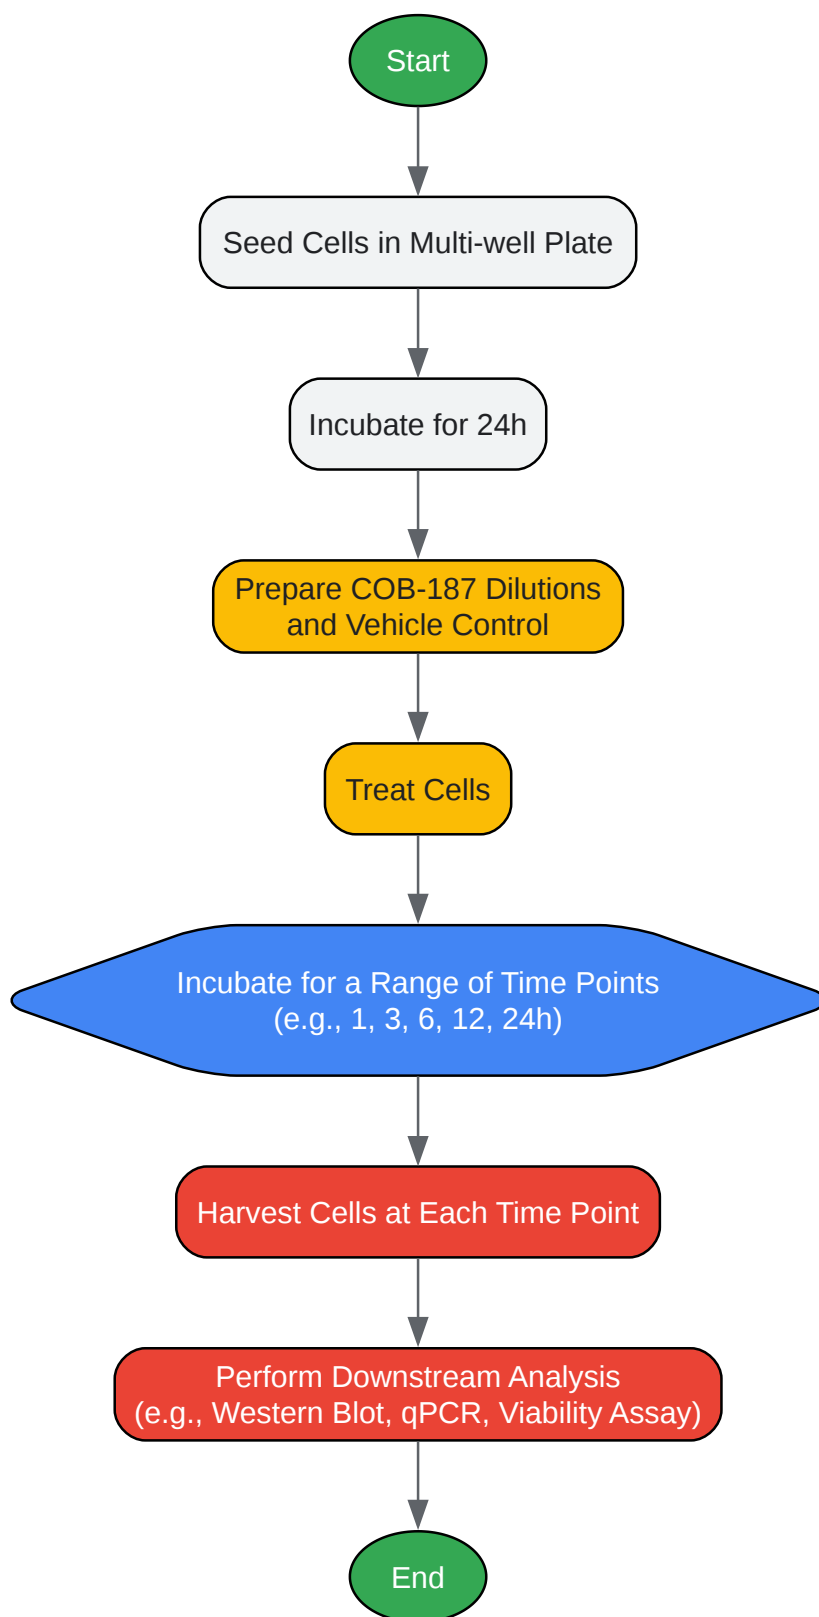 Start
Seed Cells in Multi-well Plate
Incubate for 24h
Prepare COB-187 Dilutions
and Vehicle Control
Treat Cells
Incubate for a Range of Time Points
(e.g., 1, 3, 6, 12, 24h)
Harvest Cells at Each Time Point
Perform Downstream Analysis
(e.g., Western Blot, qPCR, Viability Assay)
End